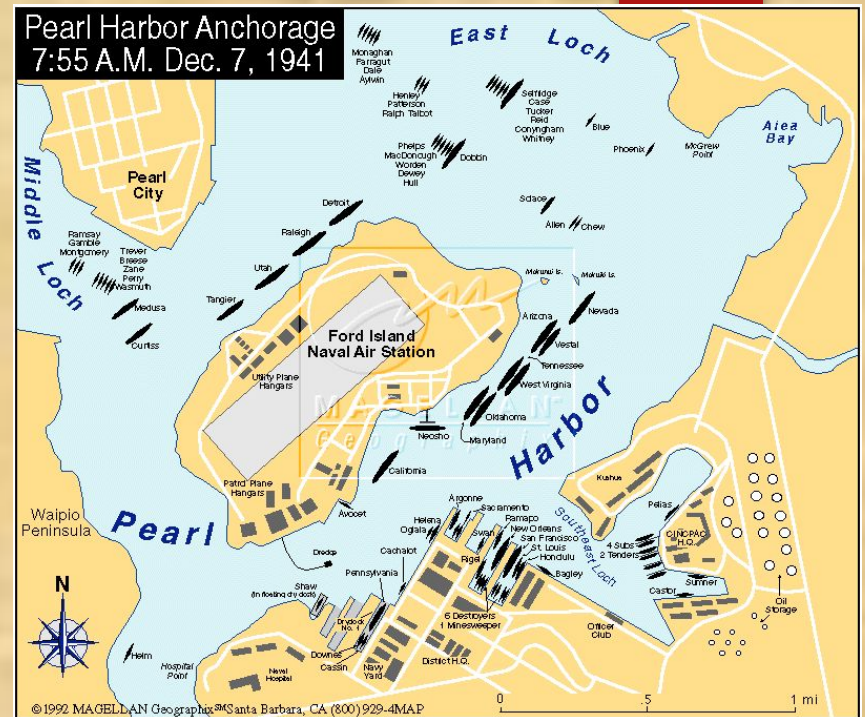 Pearl Harbor Anchorage
7:55 A.M. Dec. 7, 1941
East Loch
Monaghan
Farragut
Dale
Aylwin
Henley
Patterson
Ralph Talbot
Selfridge
Case
Tucker
Reid
Conyngham
Whitney
Blue
Phoenix
McGrew
Point
Aiea
Bay
Phelps
MacDonough
Worden
Dewey
Hull
Dobbin
Pearl
City
Middle
Loch
Detroit
Raleigh
Utah
Tangier
Solace
Allen
Chew
Ramsay
Gamble
Montgomery
Trever
Breese
Zane
Perry
Wasmuth
Medusa
Curtiss
Ford Island
Naval Air Station
Utility Plane
Hangars
MAGELLAN
Geographix
Nevada
Arizona
Vestal
Tennessee
West Virginia
Oklahoma
Maryland
Neosho
California
Patrol Plane
Hangars
Avocet
Pearl
Harbor
Waipio
Peninsula
Dredge
Kuahua
Pelias
Southeast Loch
4 Subs
2 Tenders
CINCPAC
H.Q.
Sumner
Castor
Oil
Storage
Argonne
Sacramento
Helena
Oglala
Swan
Ramapo
New Orleans
San Francisco
St. Louis
Honolulu
Rigel
Bagley
Cachalot
Pennsylvania
Shaw
(in floating dry dock)
Drydock
No. 1
Downes
Cassin
Navy
Yard
District H.Q.
6 Destroyers
1 Minesweeper
Officer
Club
N
Helm
Hospital
Point
Naval
Hospital
0 .5 1 mi
©1992 MAGELLAN Geographix℠Santa Barbara, CA (800) 929-4MAP